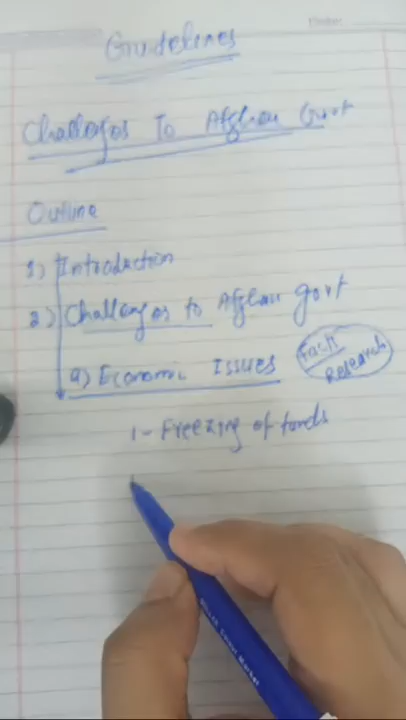 Guidelines
Challenges To Afghan Govt
Outline
1) Introduction
2) Challenges to Afghan govt
a) Economic Issues
Facts
Research
1- Freezing of funds